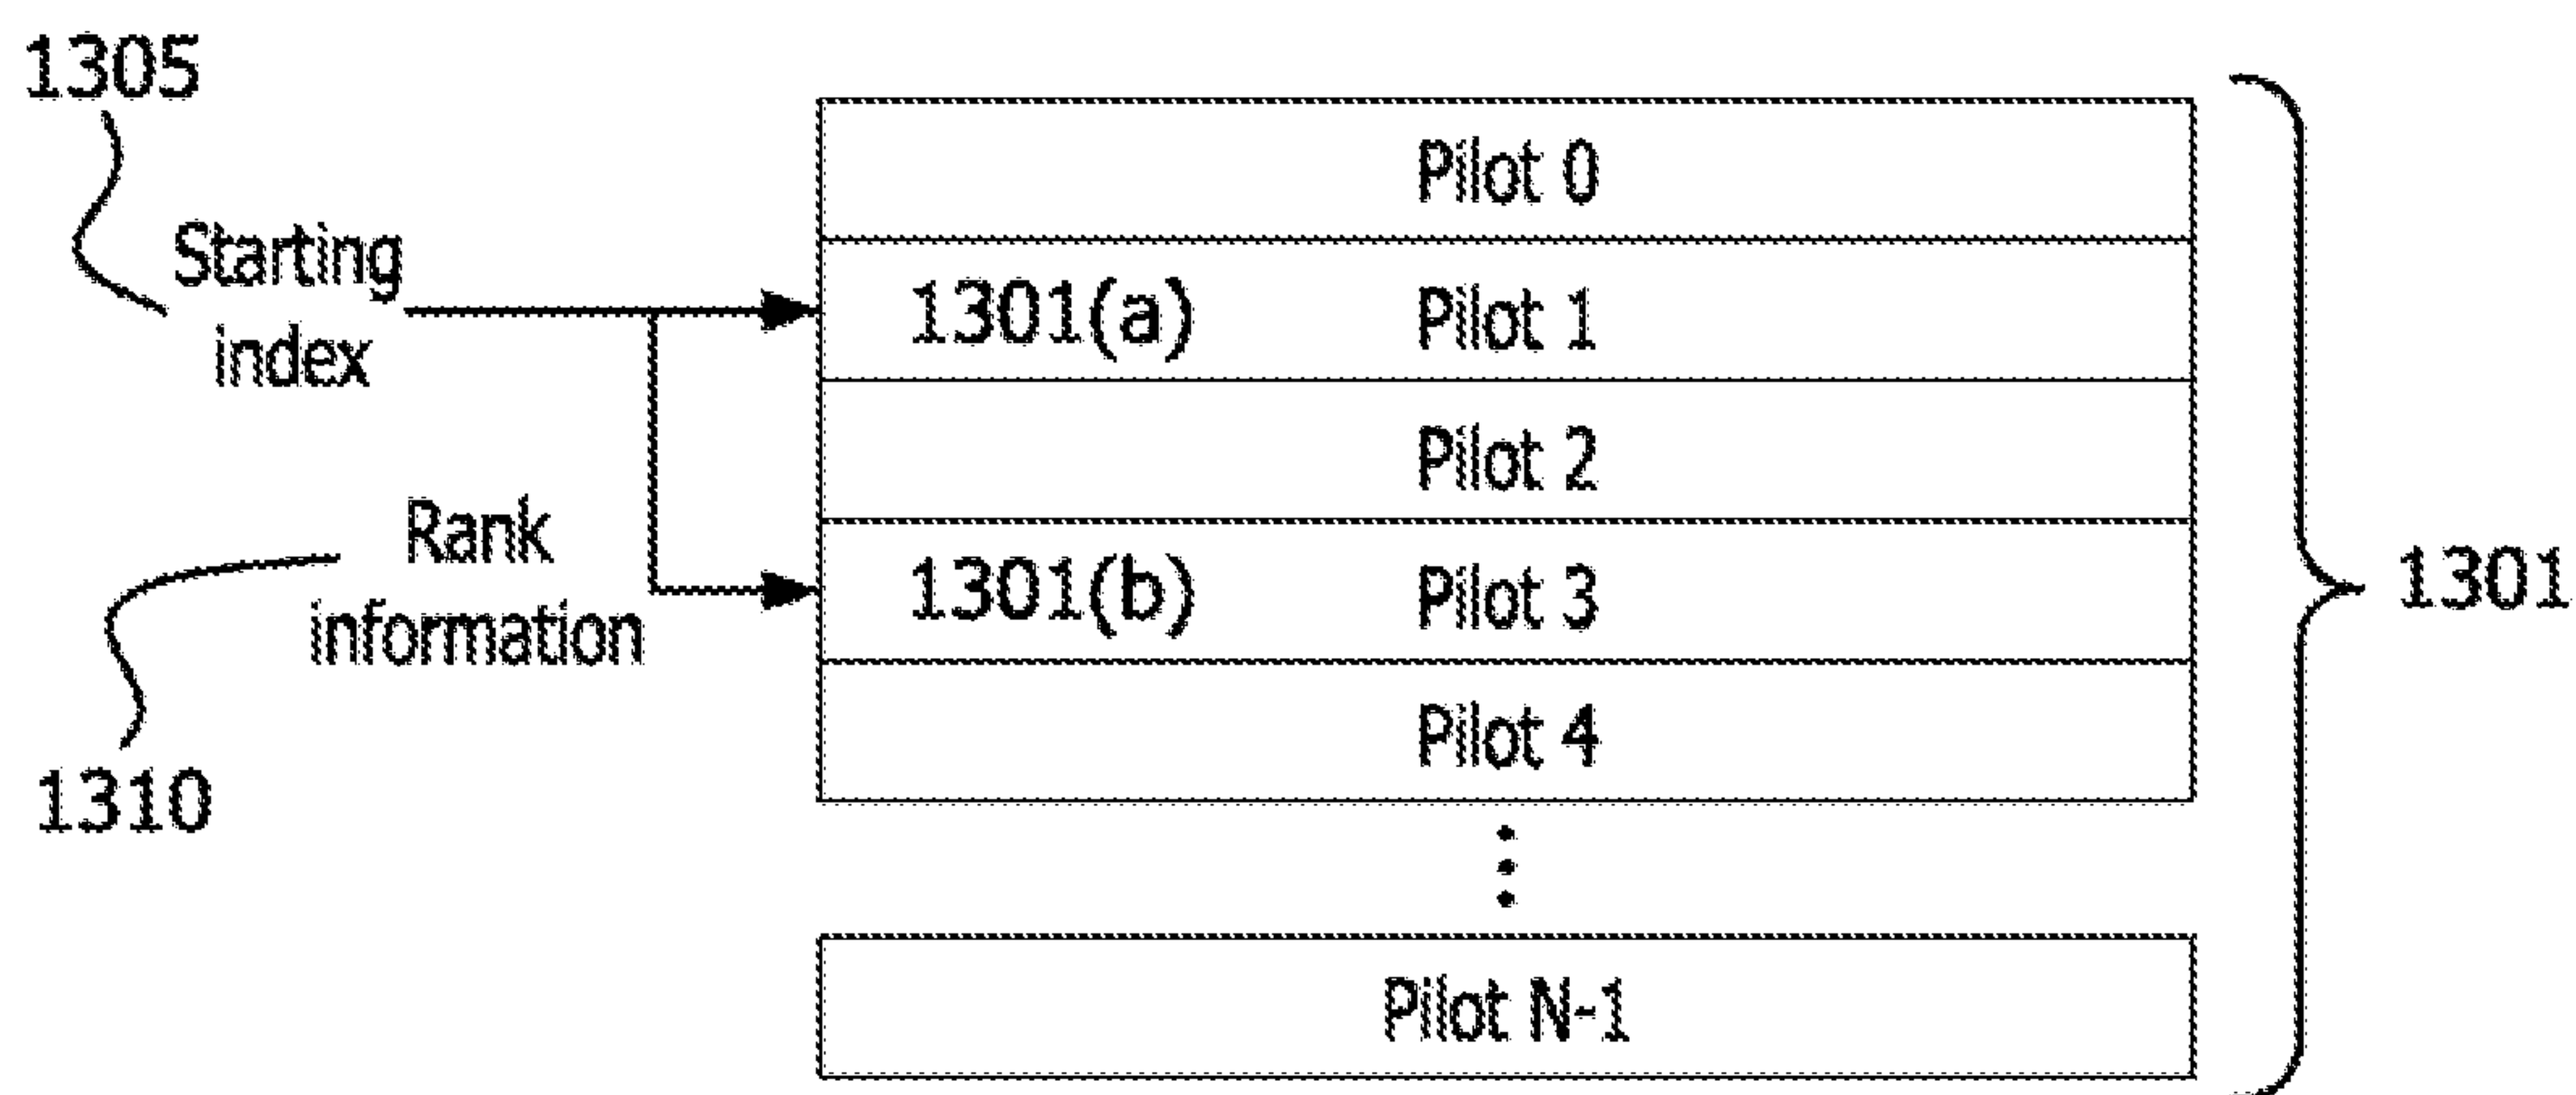 1305
Pilot 0
Starting
index
1301(a) Pilot 1
Pilot 2
Rank
information
1301(b) Pilot 3
1301
Pilot 4
1310
Pilot N-1